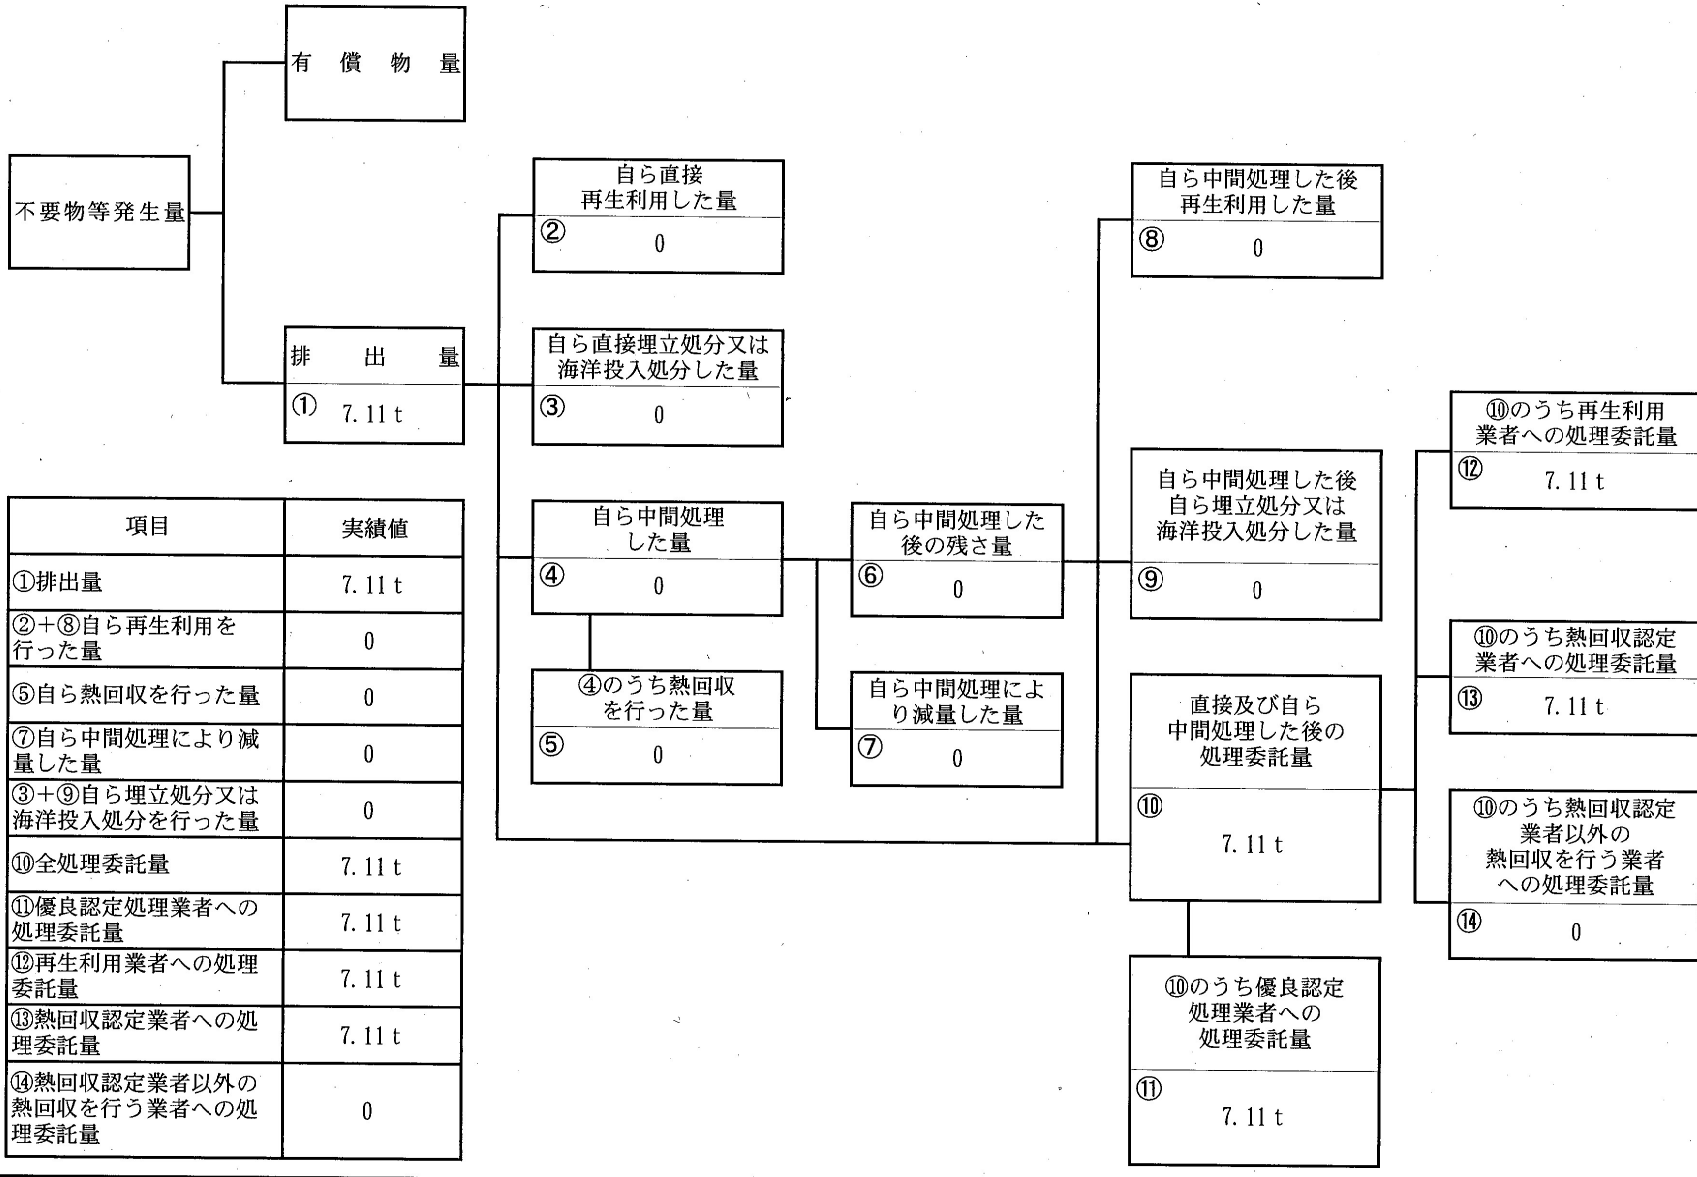 有償物量
不要物等発生量
排出量
① 7.11 t
自ら直接
再生利用した量
② 0
自ら直接埋立処分又は
海洋投入処分した量
③ 0
自ら中間処理
した量
④ 0
④のうち熱回収
を行った量
⑤ 0
自ら中間処理した
後の残さ量
⑥ 0
自ら中間処理によ
り減量した量
⑦ 0
自ら中間処理した後
再生利用した量
⑧ 0
自ら中間処理した後
自ら埋立処分又は
海洋投入処分した量
⑨ 0
直接及び自ら
中間処理した後の
処理委託量
⑩
7.11 t
⑩のうち優良認定
処理業者への
処理委託量
⑪
7.11 t
⑩のうち再生利用
業者への処理委託量
⑫ 7.11 t
⑩のうち熱回収認定
業者への処理委託量
⑬ 7.11 t
⑩のうち熱回収認定
業者以外の
熱回収を行う業者
への処理委託量
⑭ 0
項目 実績値
①排出量 7.11 t
②+⑧自ら再生利用を
行った量 0
⑤自ら熱回収を行った量 0
⑦自ら中間処理により減
量した量 0
③+⑨自ら埋立処分又は
海洋投入処分を行った量 0
⑩全処理委託量 7.11 t
⑪優良認定処理業者への
処理委託量 7.11 t
⑫再生利用業者への処理
委託量 7.11 t
⑬熱回収認定業者への処
理委託量 7.11 t
⑭熱回収認定業者以外の
熱回収を行う業者への処
理委託量 0